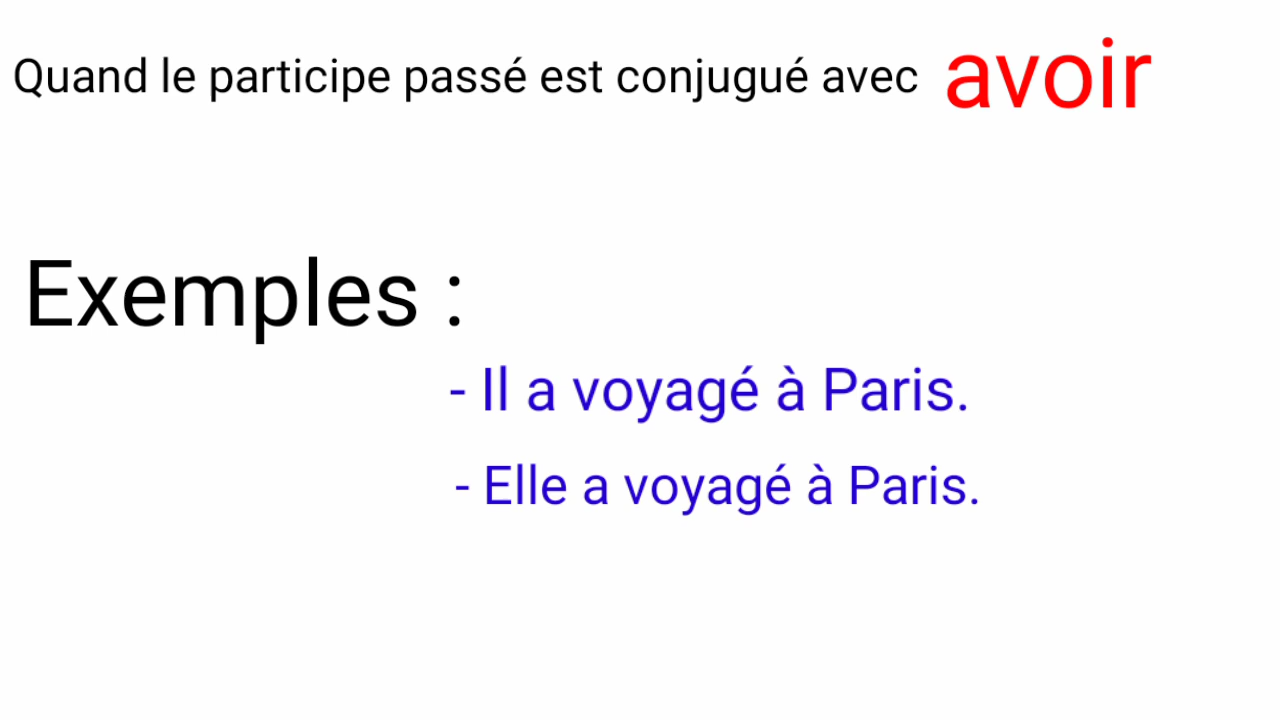 Quand le participe passé est conjugué avec avoir
Exemples :
- Il a voyagé à Paris.
- Elle a voyagé à Paris.